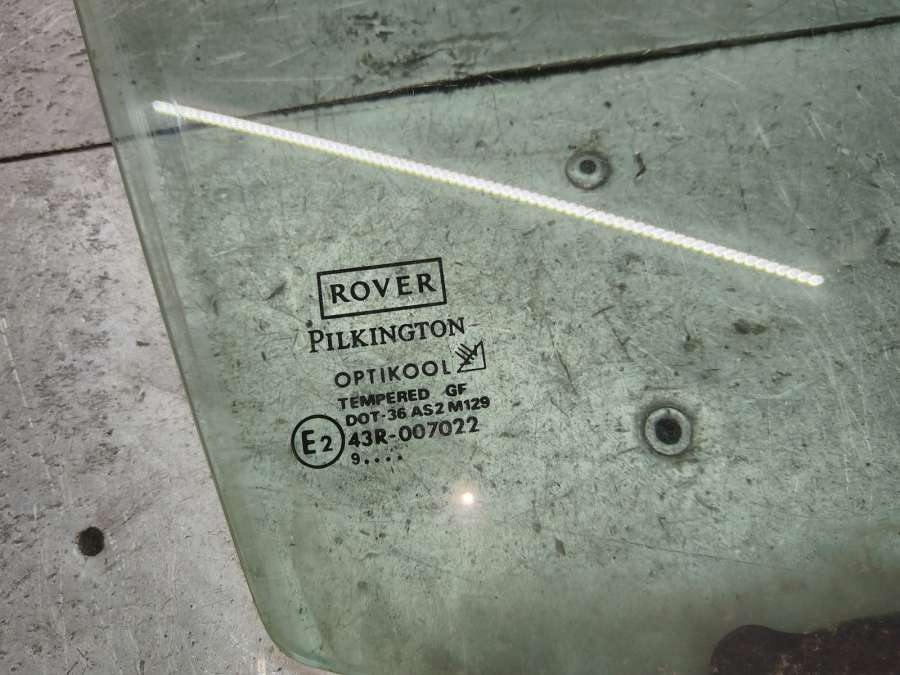 ROVER
PILKINGTON
OPTIKOOL
TEMPERED GF
DOT-36 AS2 M129
E2 43R-007022
9....